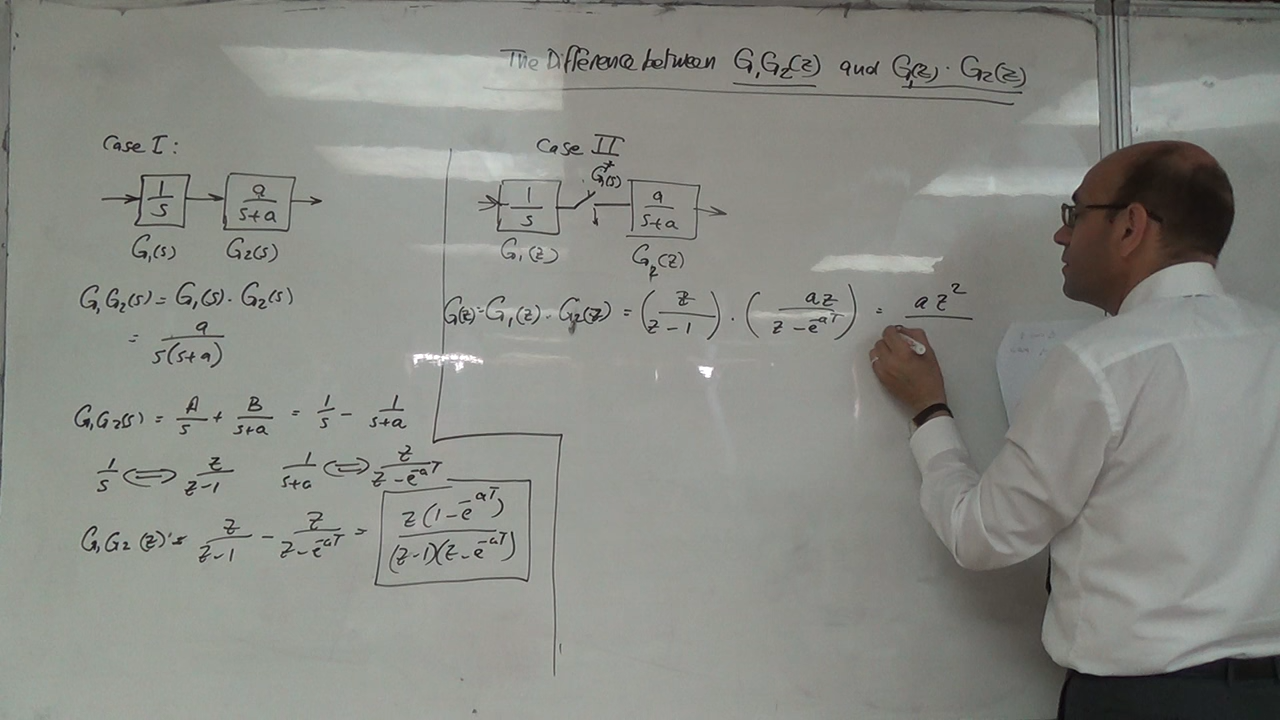 The Difference between G₁G₂(z) and G₁(z) · G₂(z)
Case I:
1/s a/(s+a)
G₁(s) G₂(s)
G₁G₂(s) = G₁(s) · G₂(s)
= a/(s(s+a))
G₁G₂(s) = A/s + B/(s+a) = 1/s - 1/(s+a)
1/s ⟺ z/(z-1) 1/(s+a) ⟺ z/(z-e^-aT)
G₁G₂(z) = z/(z-1) - z/(z-e^-aT) = z(1-e^-aT)/((z-1)(z-e^-aT))
Case II
G₁*(s)
1/s a/(s+a)
G₁(z) G₂(z)
G(z) = G₁(z) · G₂(z) = (z/(z-1)) · (az/(z-e^-aT)) = az²